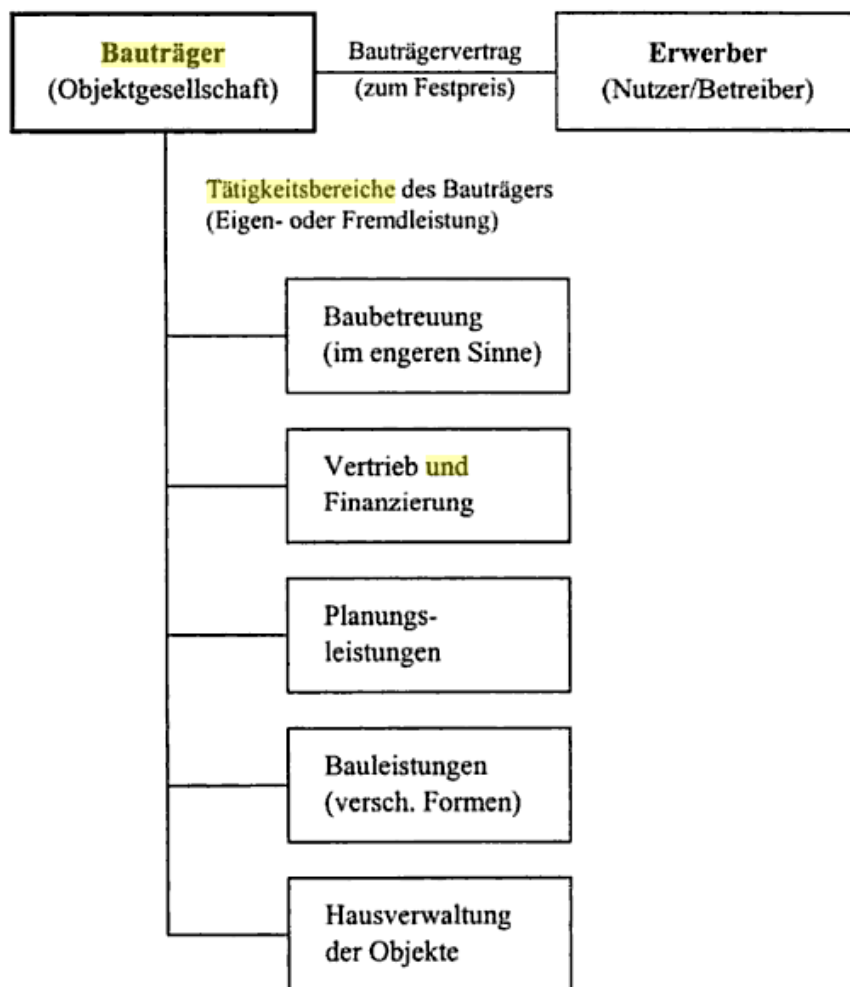 Bauträger
(Objektgesellschaft)
Bauträgervertrag
(zum Festpreis)
Erwerber
(Nutzer/Betreiber)
Tätigkeitsbereiche des Bauträgers
(Eigen- oder Fremdleistung)
Baubetreuung
(im engeren Sinne)
Vertrieb und
Finanzierung
Planungs-
leistungen
Bauleistungen
(versch. Formen)
Hausverwaltung
der Objekte